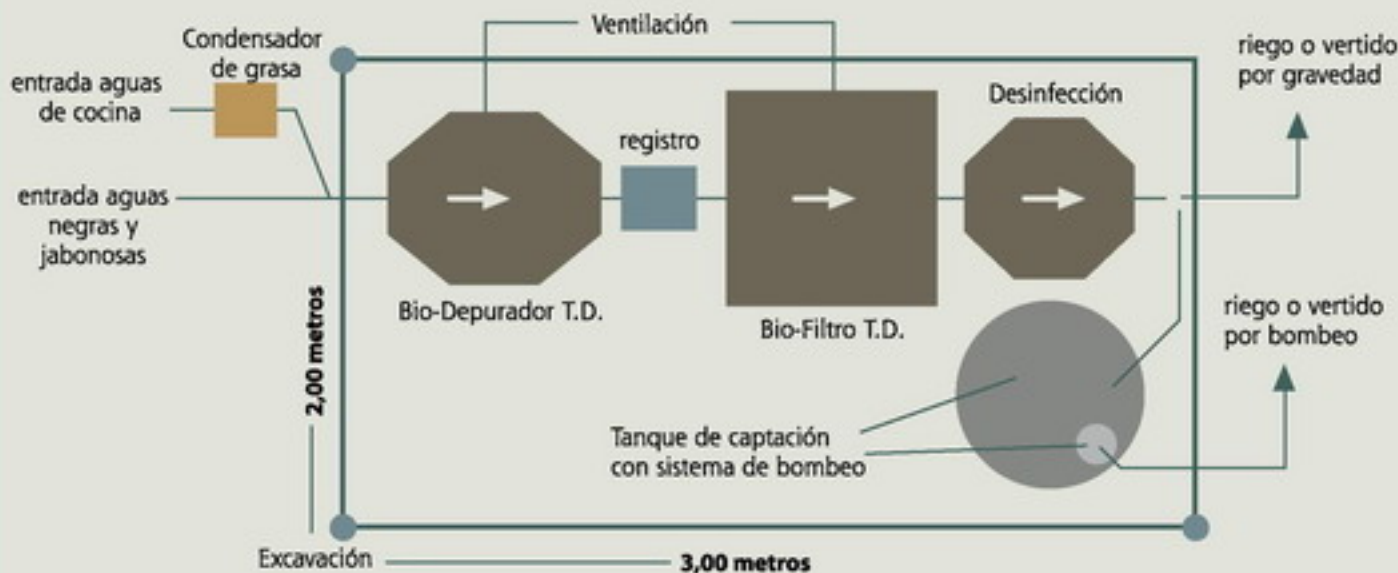 Ventilación
Condensador
de grasa
entrada aguas
de cocina
riego o vertido
por gravedad
Desinfección
registro
entrada aguas
negras y
jabonosas
Bio-Depurador T.D.
Bio-Filtro T.D.
riego o vertido
por bombeo
2,00 metros
Tanque de captación
con sistema de bombeo
Excavación
3,00 metros